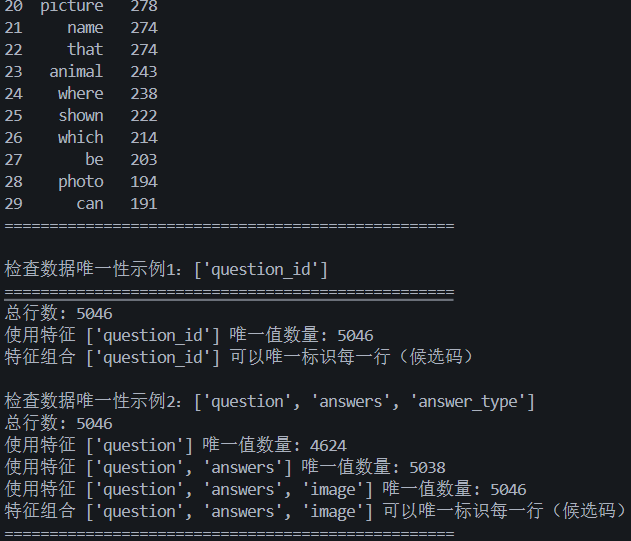 20 picture 278
21 name 274
22 that 274
23 animal 243
24 where 238
25 shown 222
26 which 214
27 be 203
28 photo 194
29 can 191
==================================================
检查数据唯一性示例1：['question_id']
==================================================
总行数: 5046
使用特征 ['question_id'] 唯一值数量: 5046
特征组合 ['question_id'] 可以唯一标识每一行（候选码）
检查数据唯一性示例2：['question', 'answers', 'answer_type']
总行数: 5046
使用特征 ['question'] 唯一值数量: 4624
使用特征 ['question', 'answers'] 唯一值数量: 5038
使用特征 ['question', 'answers', 'image'] 唯一值数量: 5046
特征组合 ['question', 'answers', 'image'] 可以唯一标识每一行（候选码）
==================================================